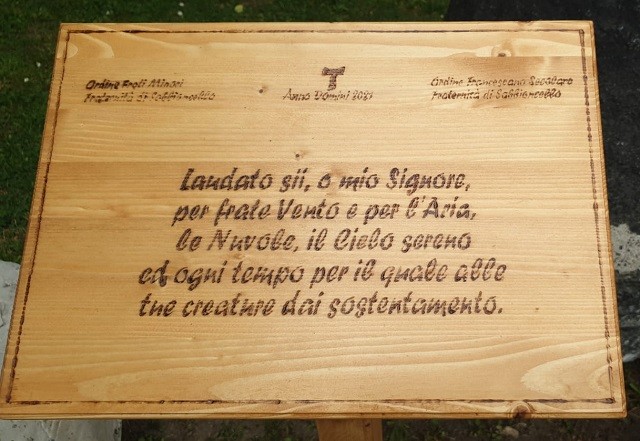 Ordine Frati Minori
Fraternità di Sabbioncello
T
Anno Domini 2021
Ordine Francescano Secolare
Fraternità di Sabbioncello
Laudato sii, o mio Signore,
per frate Vento e per l'Aria,
le Nuvole, il Cielo sereno
ed ogni tempo per il quale alle
tue creature dai sostentamento.